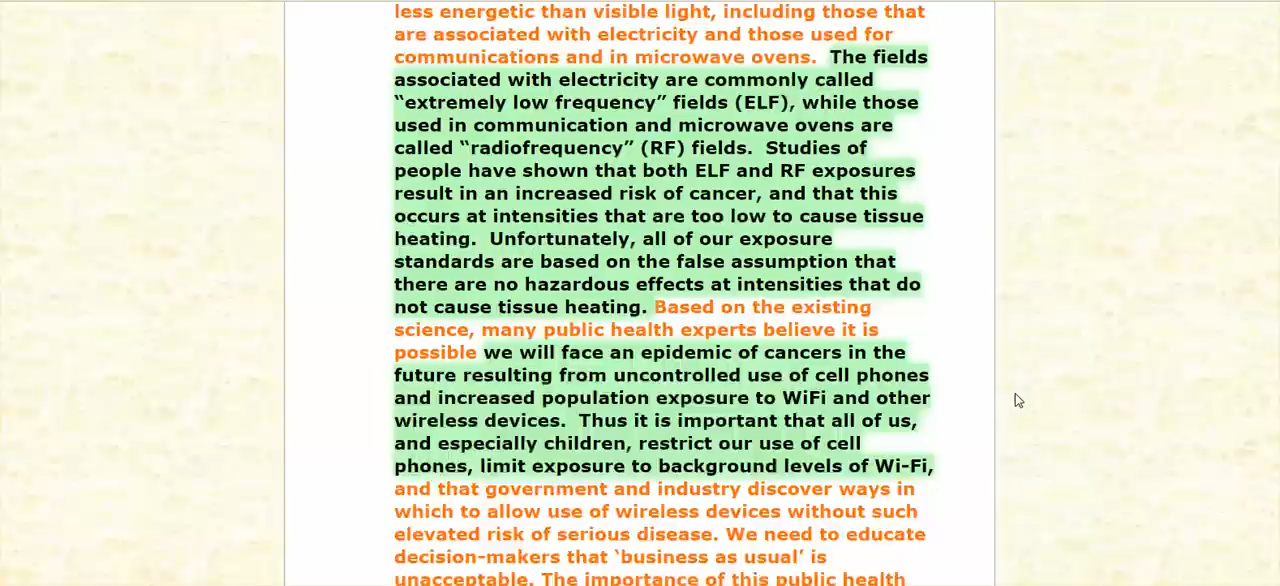 less energetic than visible light, including those that
are associated with electricity and those used for
communications and in microwave ovens.  The fields
associated with electricity are commonly called
“extremely low frequency” fields (ELF), while those
used in communication and microwave ovens are
called “radiofrequency” (RF) fields.  Studies of
people have shown that both ELF and RF exposures
result in an increased risk of cancer, and that this
occurs at intensities that are too low to cause tissue
heating.  Unfortunately, all of our exposure
standards are based on the false assumption that
there are no hazardous effects at intensities that do
not cause tissue heating. Based on the existing
science, many public health experts believe it is
possible we will face an epidemic of cancers in the
future resulting from uncontrolled use of cell phones
and increased population exposure to WiFi and other
wireless devices.  Thus it is important that all of us,
and especially children, restrict our use of cell
phones, limit exposure to background levels of Wi-Fi,
and that government and industry discover ways in
which to allow use of wireless devices without such
elevated risk of serious disease. We need to educate
decision-makers that ‘business as usual’ is
unacceptable. The importance of this public health